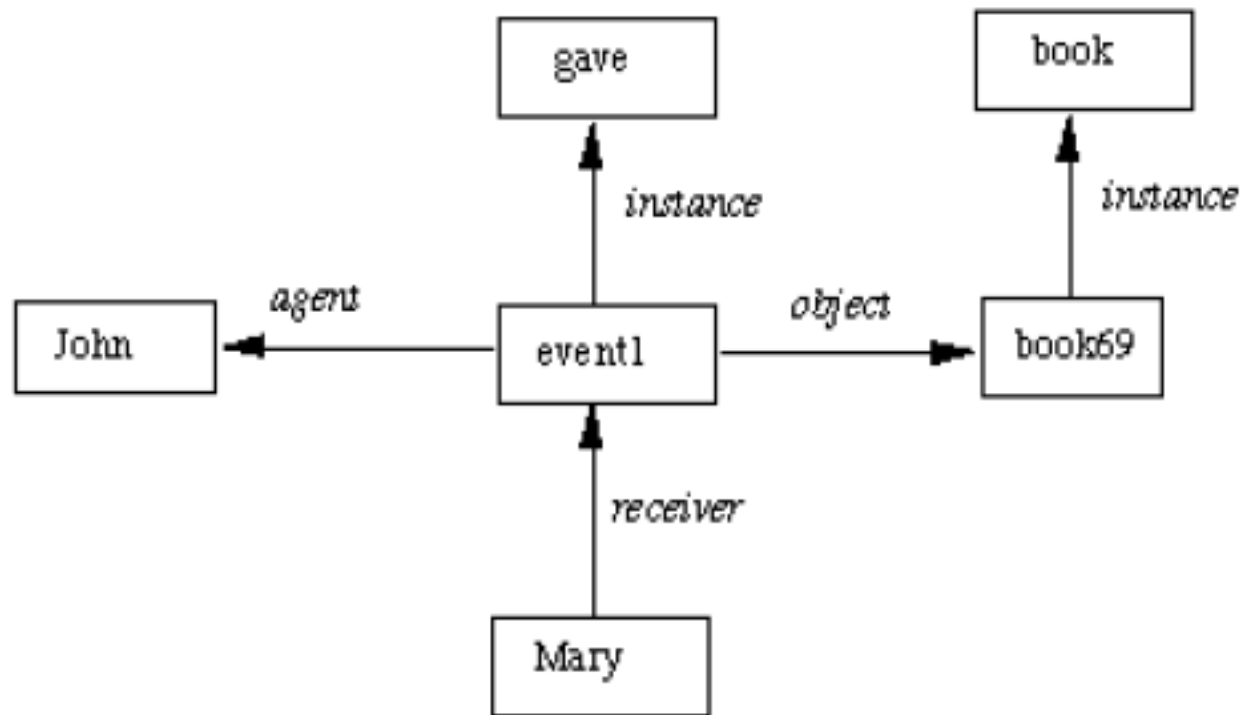 gave
book
instance
instance
agent
object
John
event1
book69
receiver
Mary